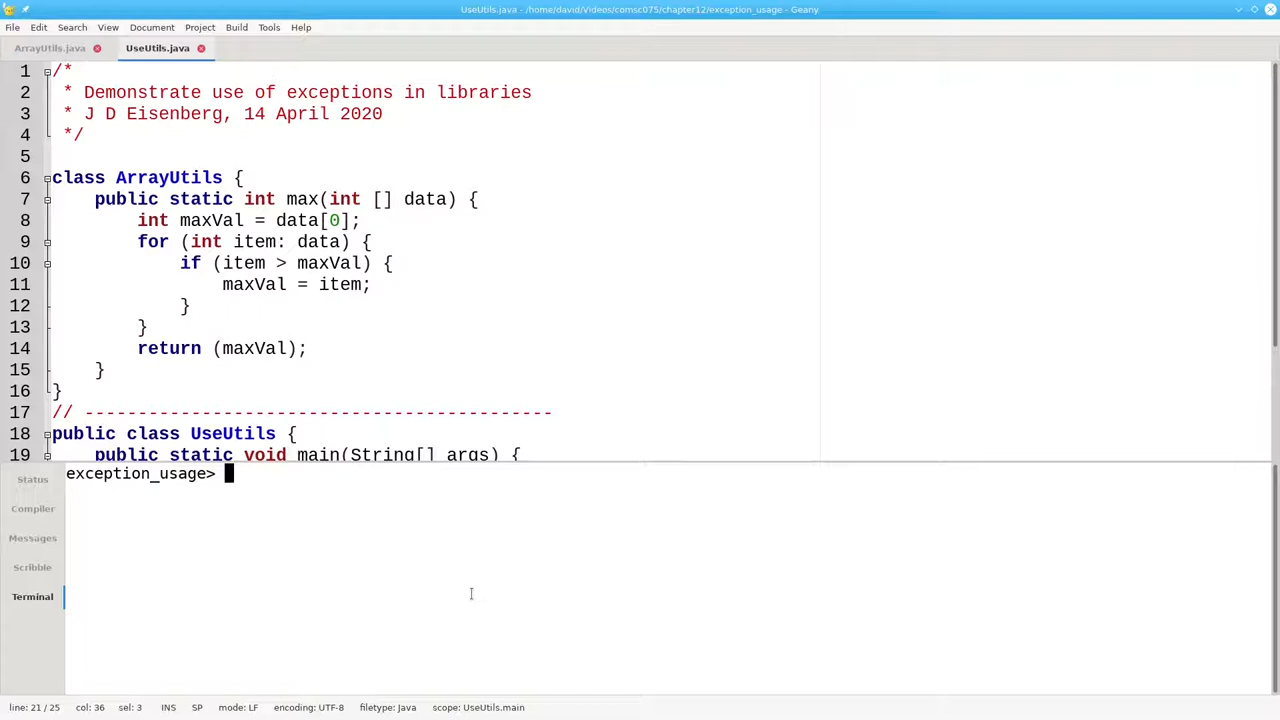 UseUtils.java - /home/david/Videos/comsc075/chapter12/exception_usage - Geany
File Edit Search View Document Project Build Tools Help
ArrayUtils.java UseUtils.java
1 /*
2  * Demonstrate use of exceptions in libraries
3  * J D Eisenberg, 14 April 2020
4  */
5
6 class ArrayUtils {
7     public static int max(int [] data) {
8         int maxVal = data[0];
9         for (int item: data) {
10             if (item > maxVal) {
11                 maxVal = item;
12             }
13         }
14         return (maxVal);
15     }
16 }
17 // --------------------------------------------
18 public class UseUtils {
19     public static void main(String[] args) {
Status
Compiler
Messages
Scribble
Terminal
exception_usage>
line: 21 / 25 col: 36 sel: 3 INS SP mode: LF encoding: UTF-8 filetype: Java scope: UseUtils.main